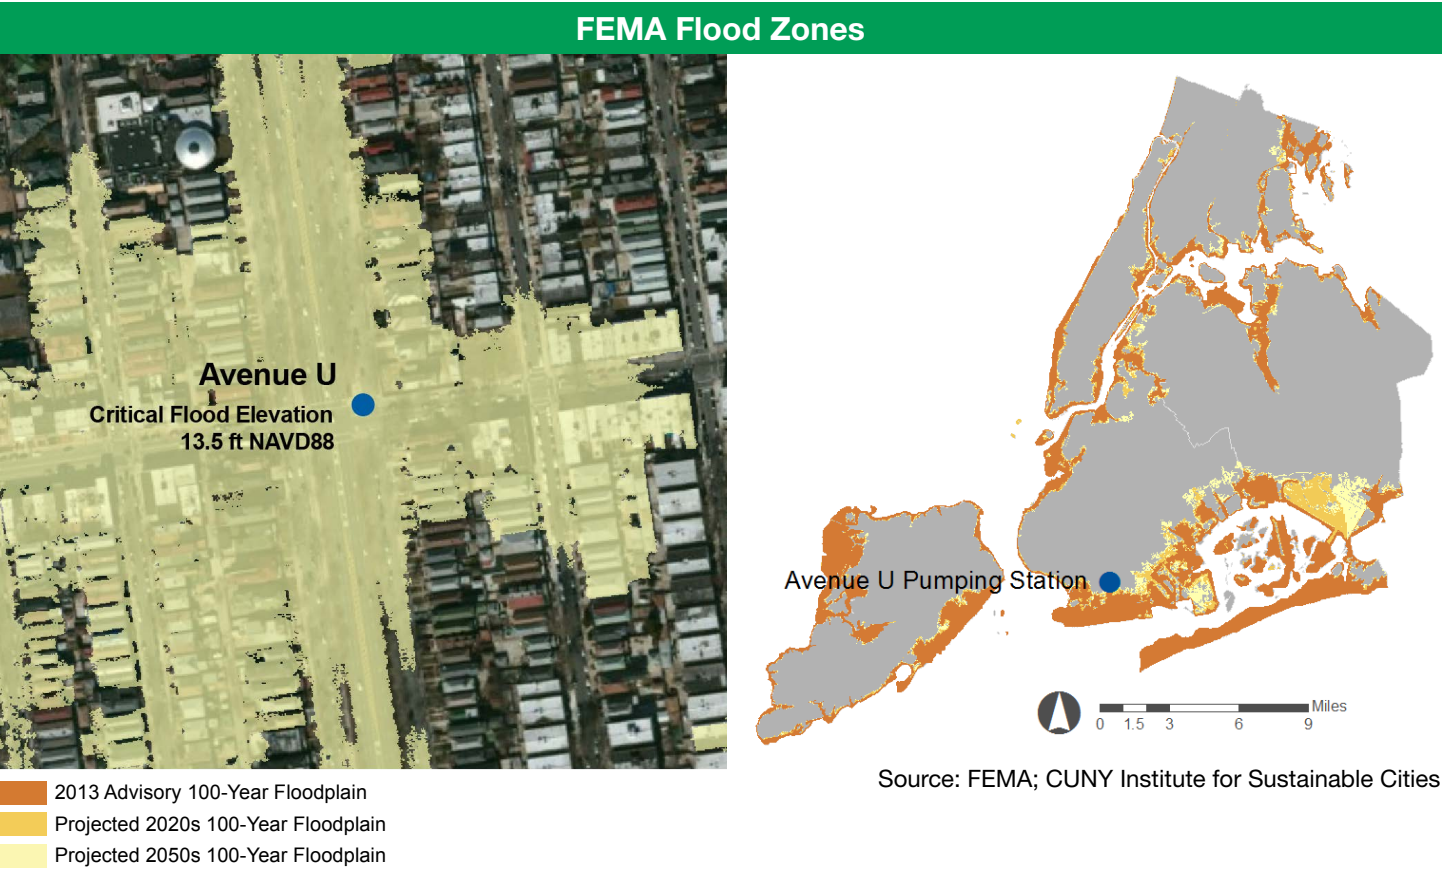 FEMA Flood Zones
Avenue U
Critical Flood Elevation
13.5 ft NAVD88
Avenue U Pumping Station
Miles
0 1.5 3 6 9
Source: FEMA; CUNY Institute for Sustainable Cities
2013 Advisory 100-Year Floodplain
Projected 2020s 100-Year Floodplain
Projected 2050s 100-Year Floodplain